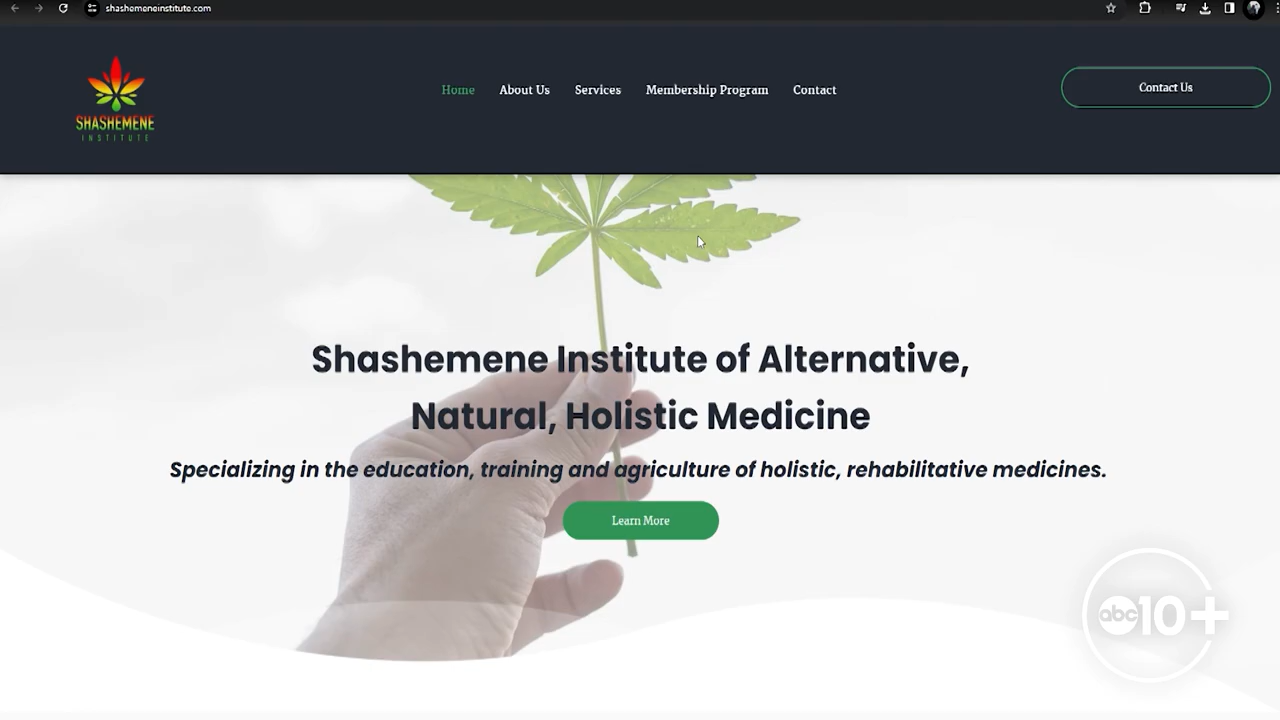 shashemeneinstitute.com
SHASHEMENE
INSTITUTE
Home
About Us
Services
Membership Program
Contact
Contact Us
Shashemene Institute of Alternative,
Natural, Holistic Medicine
Specializing in the education, training and agriculture of holistic, rehabilitative medicines.
Learn More
abc10+